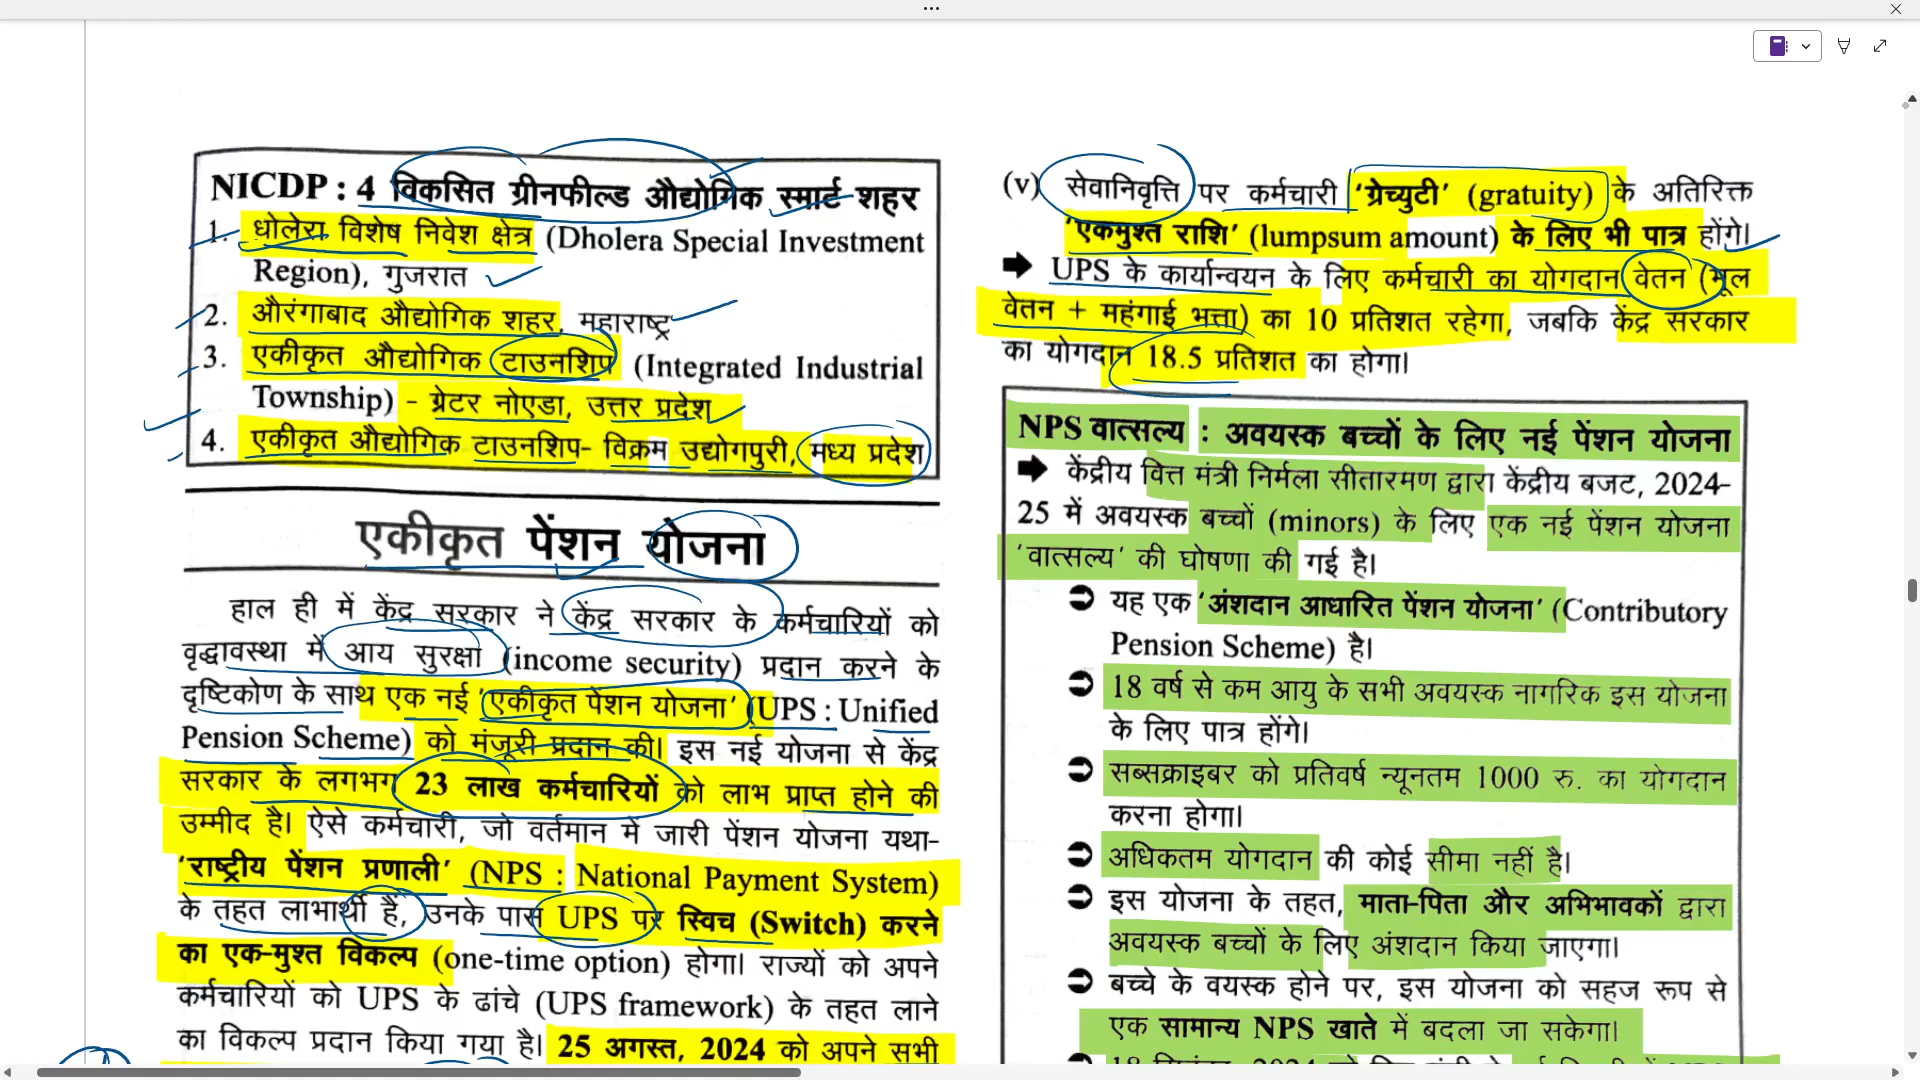 NICDP : 4 विकसित ग्रीनफील्ड औद्योगिक स्मार्ट शहर
1. धोलेरा विशेष निवेश क्षेत्र (Dholera Special Investment
Region), गुजरात
2. औरंगाबाद औद्योगिक शहर, महाराष्ट्र
3. एकीकृत औद्योगिक टाउनशिप (Integrated Industrial
Township) - ग्रेटर नोएडा, उत्तर प्रदेश
4. एकीकृत औद्योगिक टाउनशिप- विक्रम उद्योगपुरी, मध्य प्रदेश
एकीकृत पेंशन योजना
हाल ही में केंद्र सरकार ने केंद्र सरकार के कर्मचारियों को
वृद्धावस्था में आय सुरक्षा (income security) प्रदान करने के
दृष्टिकोण के साथ एक नई 'एकीकृत पेंशन योजना' (UPS : Unified
Pension Scheme) को मंजूरी प्रदान की। इस नई योजना से केंद्र
सरकार के लगभग 23 लाख कर्मचारियों को लाभ प्राप्त होने की
उम्मीद है। ऐसे कर्मचारी, जो वर्तमान में जारी पेंशन योजना यथा-
'राष्ट्रीय पेंशन प्रणाली' (NPS : National Payment System)
के तहत लाभार्थी हैं, उनके पास UPS पर स्विच (Switch) करने
का एक-मुश्त विकल्प (one-time option) होगा। राज्यों को अपने
कर्मचारियों को UPS के ढांचे (UPS framework) के तहत लाने
का विकल्प प्रदान किया गया है। 25 अगस्त, 2024 को अपने सभी
(v) सेवानिवृत्ति पर कर्मचारी 'ग्रेच्युटी' (gratuity) के अतिरिक्त
'एकमुश्त राशि' (lumpsum amount) के लिए भी पात्र होंगे।
➡ UPS के कार्यान्वयन के लिए कर्मचारी का योगदान वेतन (मूल
वेतन + महंगाई भत्ता) का 10 प्रतिशत रहेगा, जबकि केंद्र सरकार
का योगदान 18.5 प्रतिशत का होगा।
NPS वात्सल्य : अवयस्क बच्चों के लिए नई पेंशन योजना
➡ केंद्रीय वित्त मंत्री निर्मला सीतारमण द्वारा केंद्रीय बजट, 2024-
25 में अवयस्क बच्चों (minors) के लिए एक नई पेंशन योजना
'वात्सल्य' की घोषणा की गई है।
➲ यह एक 'अंशदान आधारित पेंशन योजना' (Contributory
Pension Scheme) है।
➲ 18 वर्ष से कम आयु के सभी अवयस्क नागरिक इस योजना
के लिए पात्र होंगे।
➲ सब्सक्राइबर को प्रतिवर्ष न्यूनतम 1000 रु. का योगदान
करना होगा।
➲ अधिकतम योगदान की कोई सीमा नहीं है।
➲ इस योजना के तहत, माता-पिता और अभिभावकों द्वारा
अवयस्क बच्चों के लिए अंशदान किया जाएगा।
➲ बच्चे के वयस्क होने पर, इस योजना को सहज रूप से
एक सामान्य NPS खाते में बदला जा सकेगा।